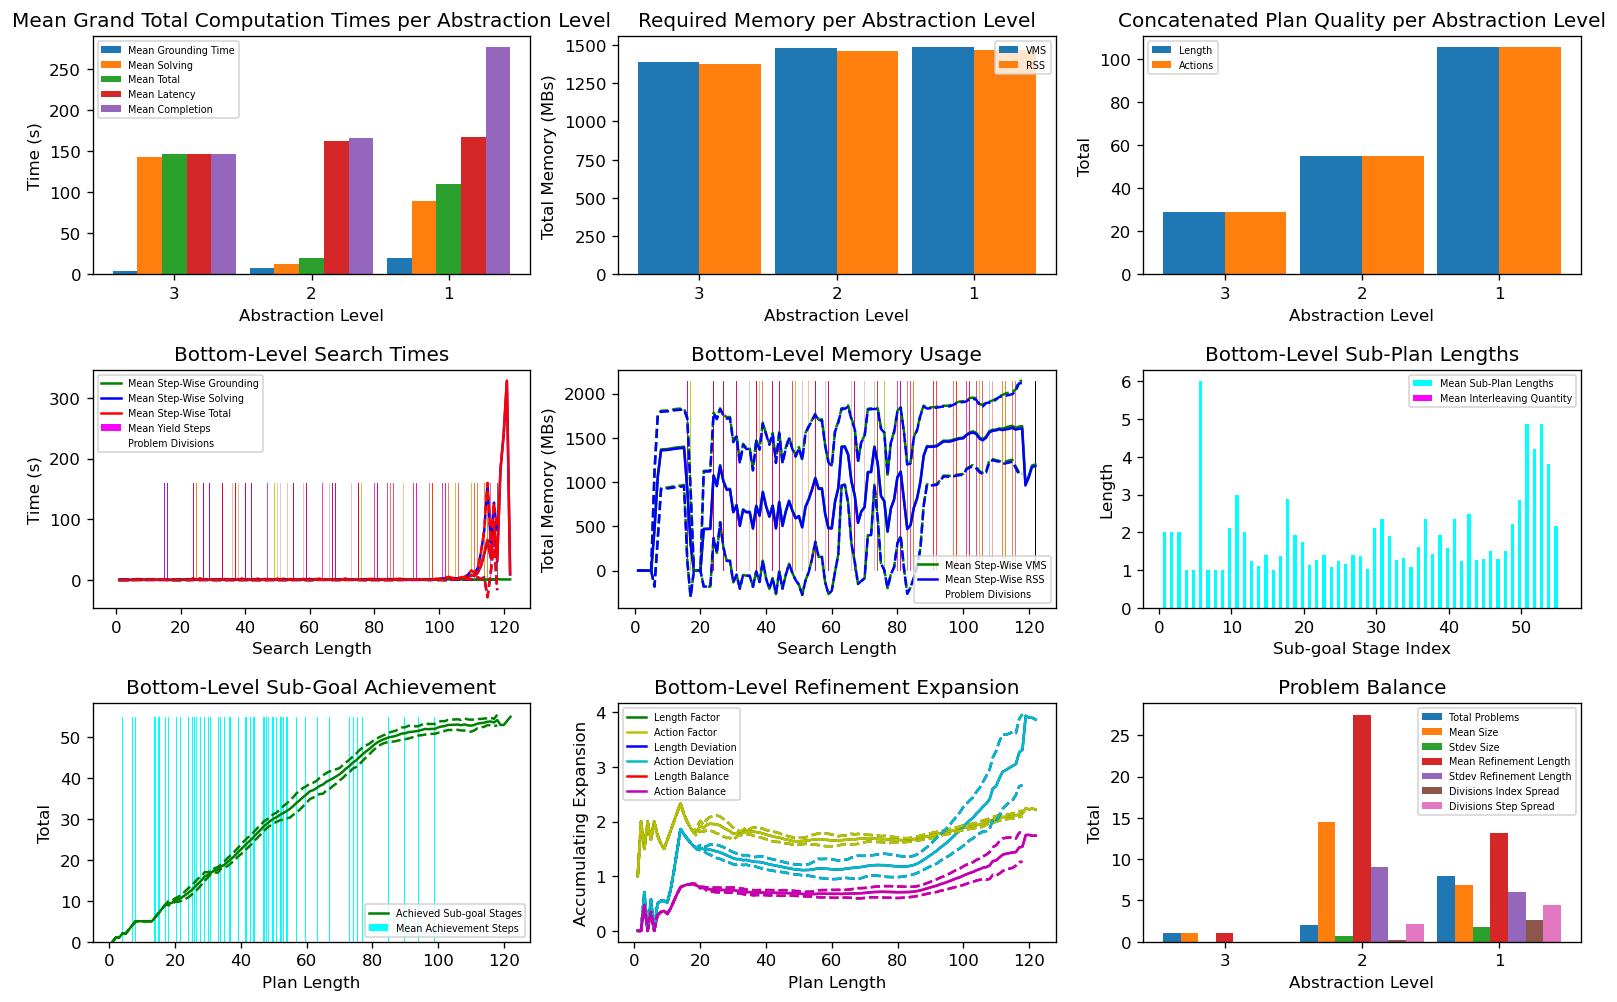 Mean Grand Total Computation Times per Abstraction Level
Time (s)
250
200
150
100
50
0
Mean Grounding Time
Mean Solving
Mean Total
Mean Latency
Mean Completion
3 2 1
Abstraction Level
Required Memory per Abstraction Level
Total Memory (MBs)
1500
1250
1000
750
500
250
0
VMS
RSS
3 2 1
Abstraction Level
Concatenated Plan Quality per Abstraction Level
Total
100
80
60
40
20
0
Length
Actions
3 2 1
Abstraction Level
Bottom-Level Search Times
Time (s)
300
200
100
0
Mean Step-Wise Grounding
Mean Step-Wise Solving
Mean Step-Wise Total
Mean Yield Steps
Problem Divisions
0 20 40 60 80 100 120
Search Length
Bottom-Level Memory Usage
Total Memory (MBs)
2000
1500
1000
500
0
Mean Step-Wise VMS
Mean Step-Wise RSS
Problem Divisions
0 20 40 60 80 100 120
Search Length
Bottom-Level Sub-Plan Lengths
Length
6
5
4
3
2
1
0
Mean Sub-Plan Lengths
Mean Interleaving Quantity
0 10 20 30 40 50
Sub-goal Stage Index
Bottom-Level Sub-Goal Achievement
Total
50
40
30
20
10
0
Achieved Sub-goal Stages
Mean Achievement Steps
0 20 40 60 80 100 120
Plan Length
Bottom-Level Refinement Expansion
Accumulating Expansion
4
3
2
1
0
Length Factor
Action Factor
Length Deviation
Action Deviation
Length Balance
Action Balance
0 20 40 60 80 100 120
Plan Length
Problem Balance
Total
25
20
15
10
5
0
Total Problems
Mean Size
Stdev Size
Mean Refinement Length
Stdev Refinement Length
Divisions Index Spread
Divisions Step Spread
3 2 1
Abstraction Level